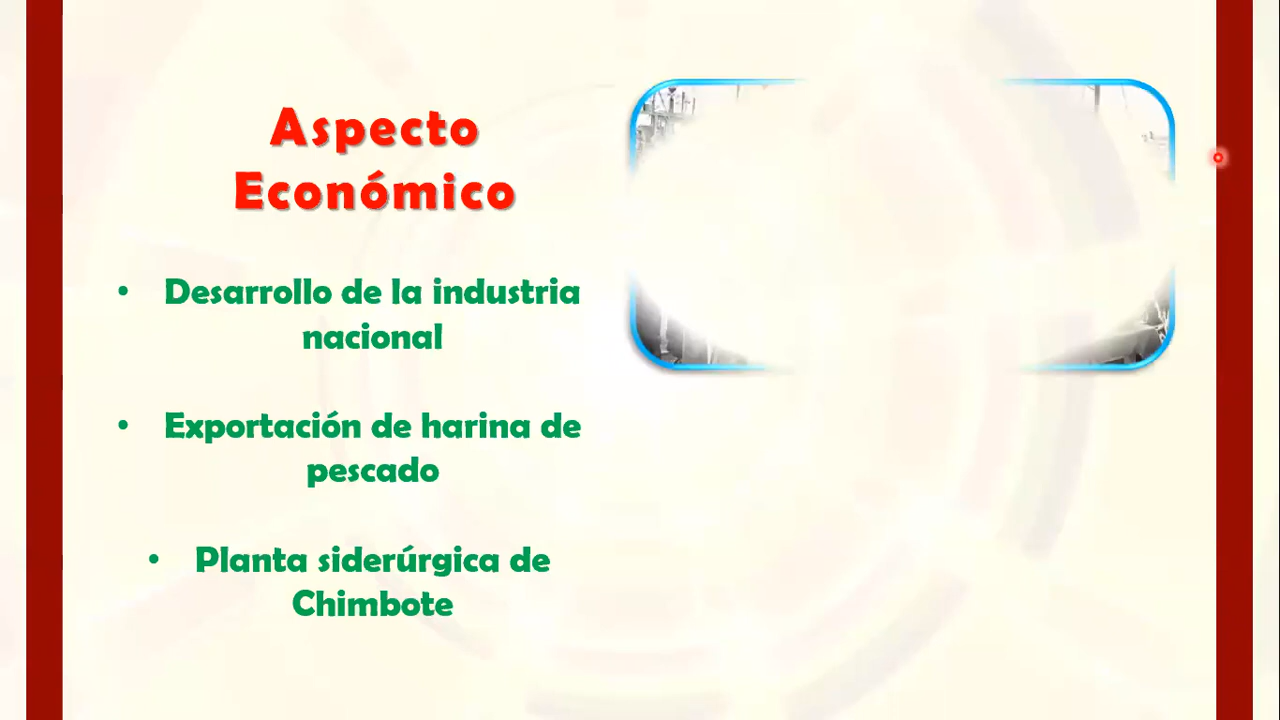 Aspecto
Económico
• Desarrollo de la industria
nacional
• Exportación de harina de
pescado
• Planta siderúrgica de
Chimbote